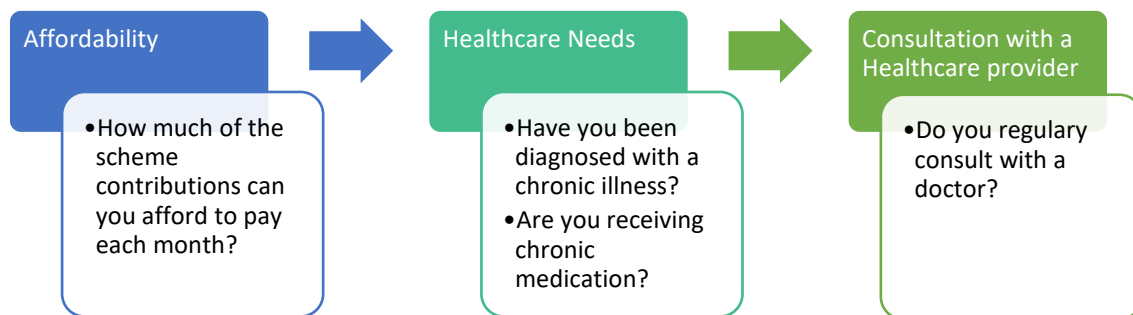 Affordability
•How much of the
scheme
contributions can
you afford to pay
each month?
Healthcare Needs
•Have you been
diagnosed with a
chronic illness?
•Are you receiving
chronic
medication?
Consultation with a
Healthcare provider
•Do you regulary
consult with a
doctor?